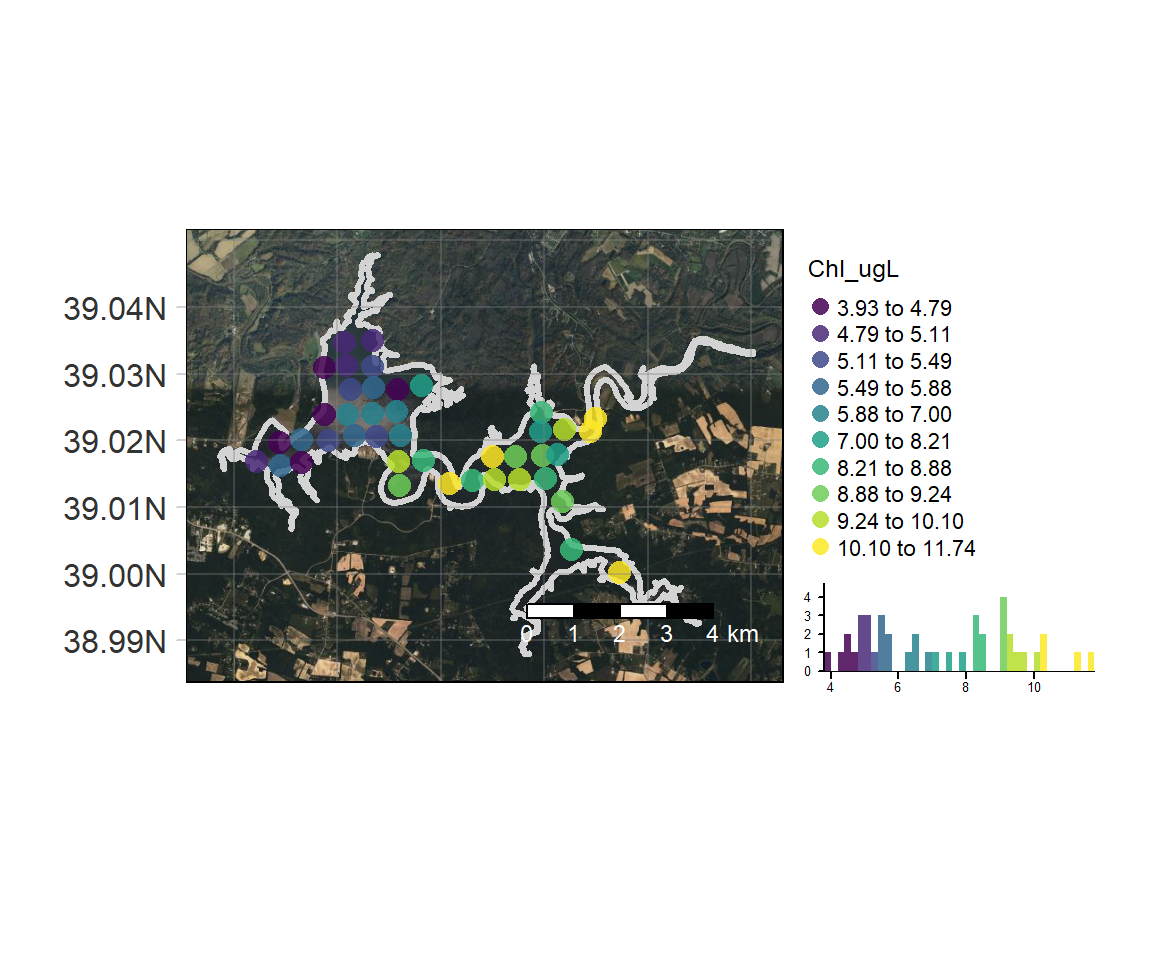 39.04N
39.03N
39.02N
39.01N
39.00N
38.99N
0 1 2 3 4 km
Chl_ugL
3.93 to 4.79
4.79 to 5.11
5.11 to 5.49
5.49 to 5.88
5.88 to 7.00
7.00 to 8.21
8.21 to 8.88
8.88 to 9.24
9.24 to 10.10
10.10 to 11.74
4
3
2
1
0
4 6 8 10